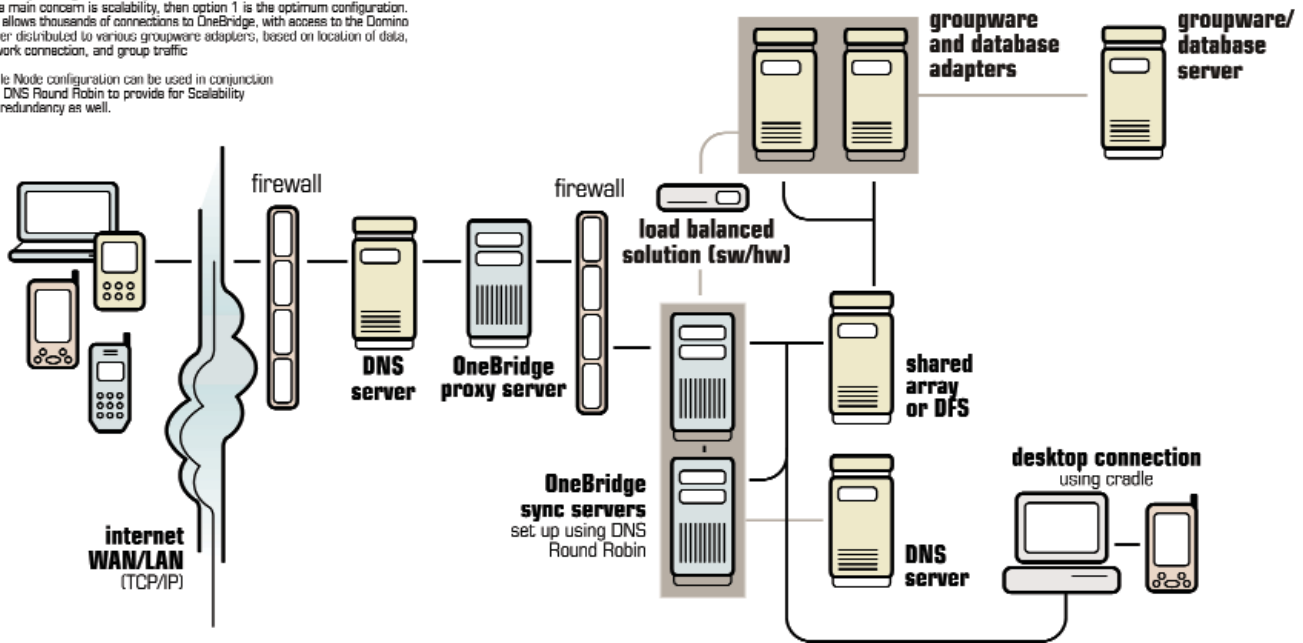 main concern is scalability, then option 1 is the optimum configuration.
allows thousands of connections to OneBridge, with access to the Domino
distributed to various groupware adapters, based on location of data,
connection, and group traffic
Node configuration can be used in conjunction
DNS Round Robin to provide for Scalability
redundancy as well.
groupware
and database
adapters
groupware/
database
server
firewall
firewall
load balanced
solution (sw/hw)
DNS
server
OneBridge
proxy server
shared
array
or DFS
internet
WAN/LAN
(TCP/IP)
OneBridge
sync servers
set up using DNS
Round Robin
DNS
server
desktop connection
using cradle